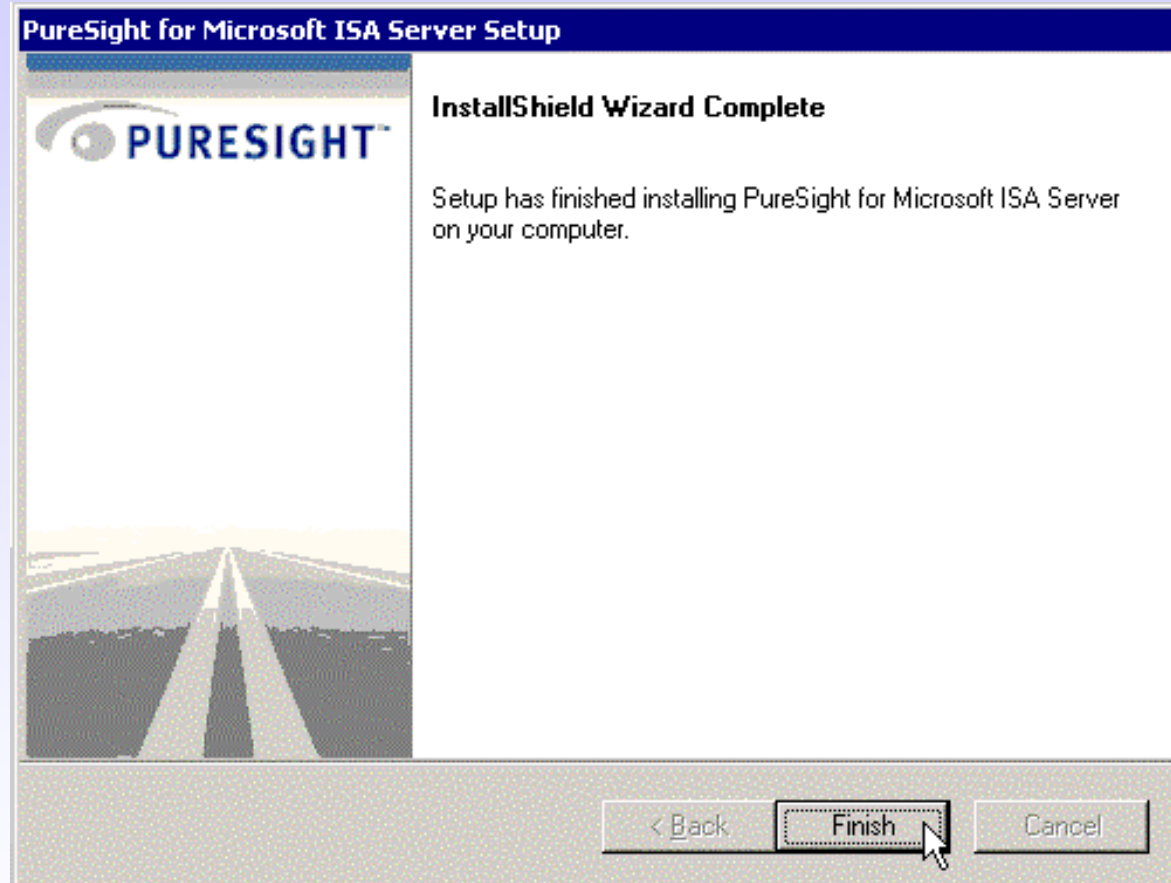 PureSight for Microsoft ISA Server Setup
PURESIGHT™
InstallShield Wizard Complete
Setup has finished installing PureSight for Microsoft ISA Server
on your computer.
< Back Finish Cancel